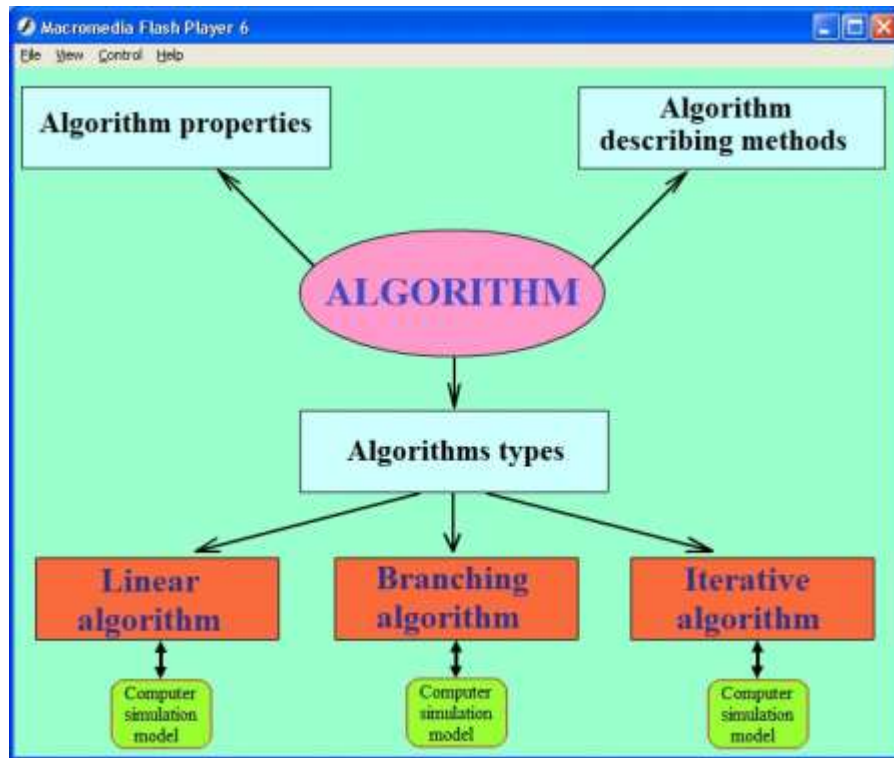 Macromedia Flash Player 6
File View Control Help
Algorithm properties
Algorithm
describing methods
ALGORITHM
Algorithms types
Linear
algorithm
Branching
algorithm
Iterative
algorithm
Computer
simulation
model
Computer
simulation
model
Computer
simulation
model